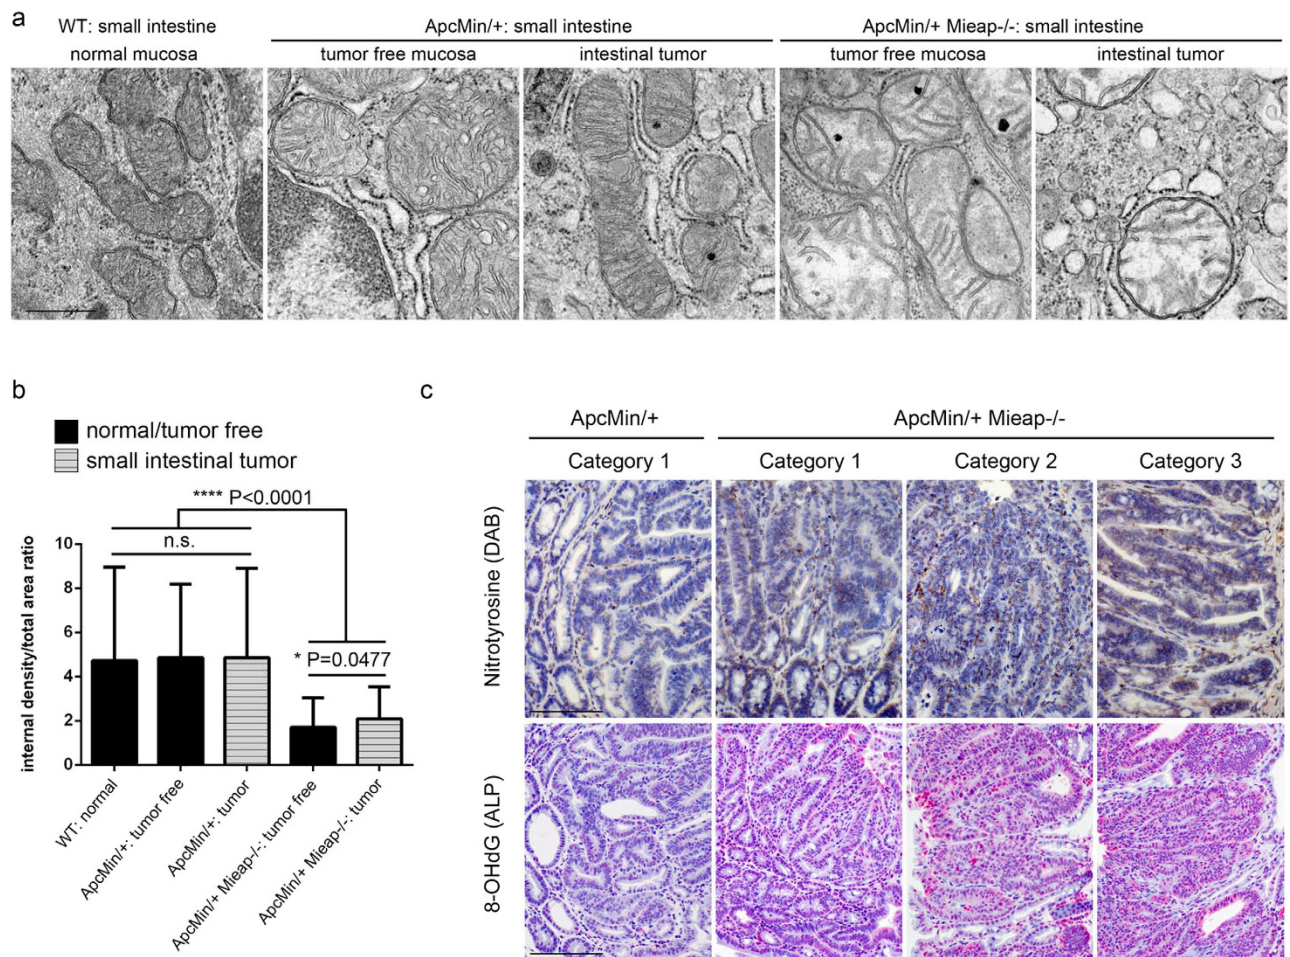 a
WT: small intestine
normal mucosa
ApcMin/+: small intestine
tumor free mucosa
intestinal tumor
ApcMin/+ Mieap-/-: small intestine
tumor free mucosa
intestinal tumor
b
normal/tumor free
small intestinal tumor
**** P<0.0001
n.s.
* P=0.0477
internal density/total area ratio
10
8
6
4
2
0
WT: normal
ApcMin/+: tumor free
ApcMin/+: tumor
ApcMin/+ Mieap-/-: tumor free
ApcMin/+ Mieap-/-: tumor
c
ApcMin/+
ApcMin/+ Mieap-/-
Category 1
Category 1
Category 2
Category 3
Nitrotyrosine (DAB)
8-OHdG (ALP)